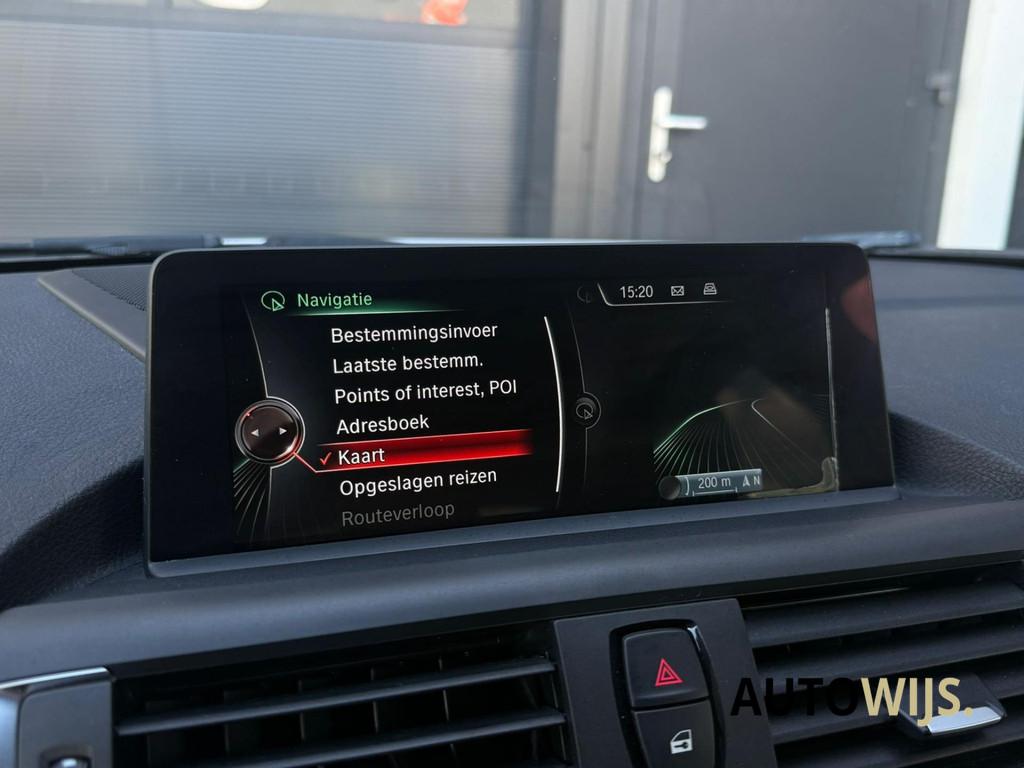 Navigatie
15:20
Bestemmingsinvoer
Laatste bestemm.
Points of interest, POI
Adresboek
Kaart
Opgeslagen reizen
Routeverloop
200 m
N
AUTOWIJS.